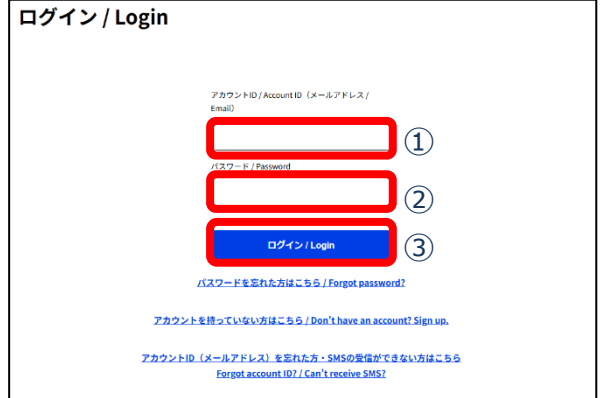 ログイン / Login
アカウントID / Account ID（メールアドレス /
Email）
①
パスワード / Password
②
ログイン / Login
③
パスワードを忘れた方はこちら / Forgot password?
アカウントを持っていない方はこちら / Don't have an account? Sign up.
アカウントID（メールアドレス）を忘れた方・SMSの受信ができない方はこちら
Forgot account ID? / Can't receive SMS?